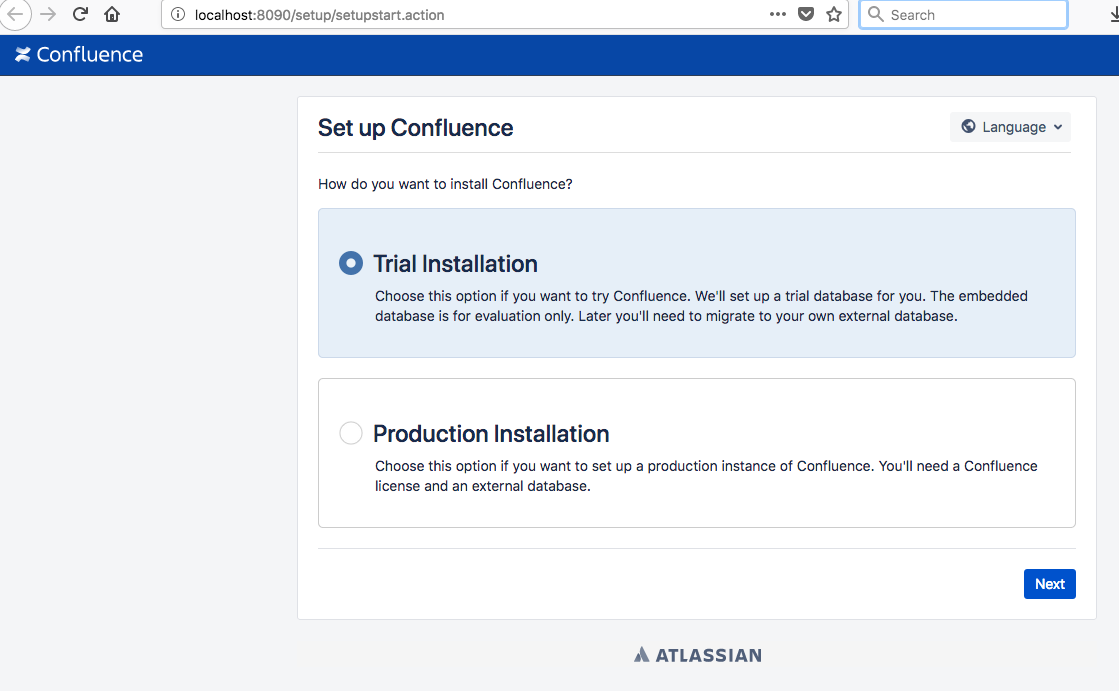 localhost:8090/setup/setupstart.action
Search
Confluence
Set up Confluence
Language
How do you want to install Confluence?
Trial Installation
Choose this option if you want to try Confluence. We'll set up a trial database for you. The embedded
database is for evaluation only. Later you'll need to migrate to your own external database.
Production Installation
Choose this option if you want to set up a production instance of Confluence. You'll need a Confluence
license and an external database.
Next
ATLASSIAN